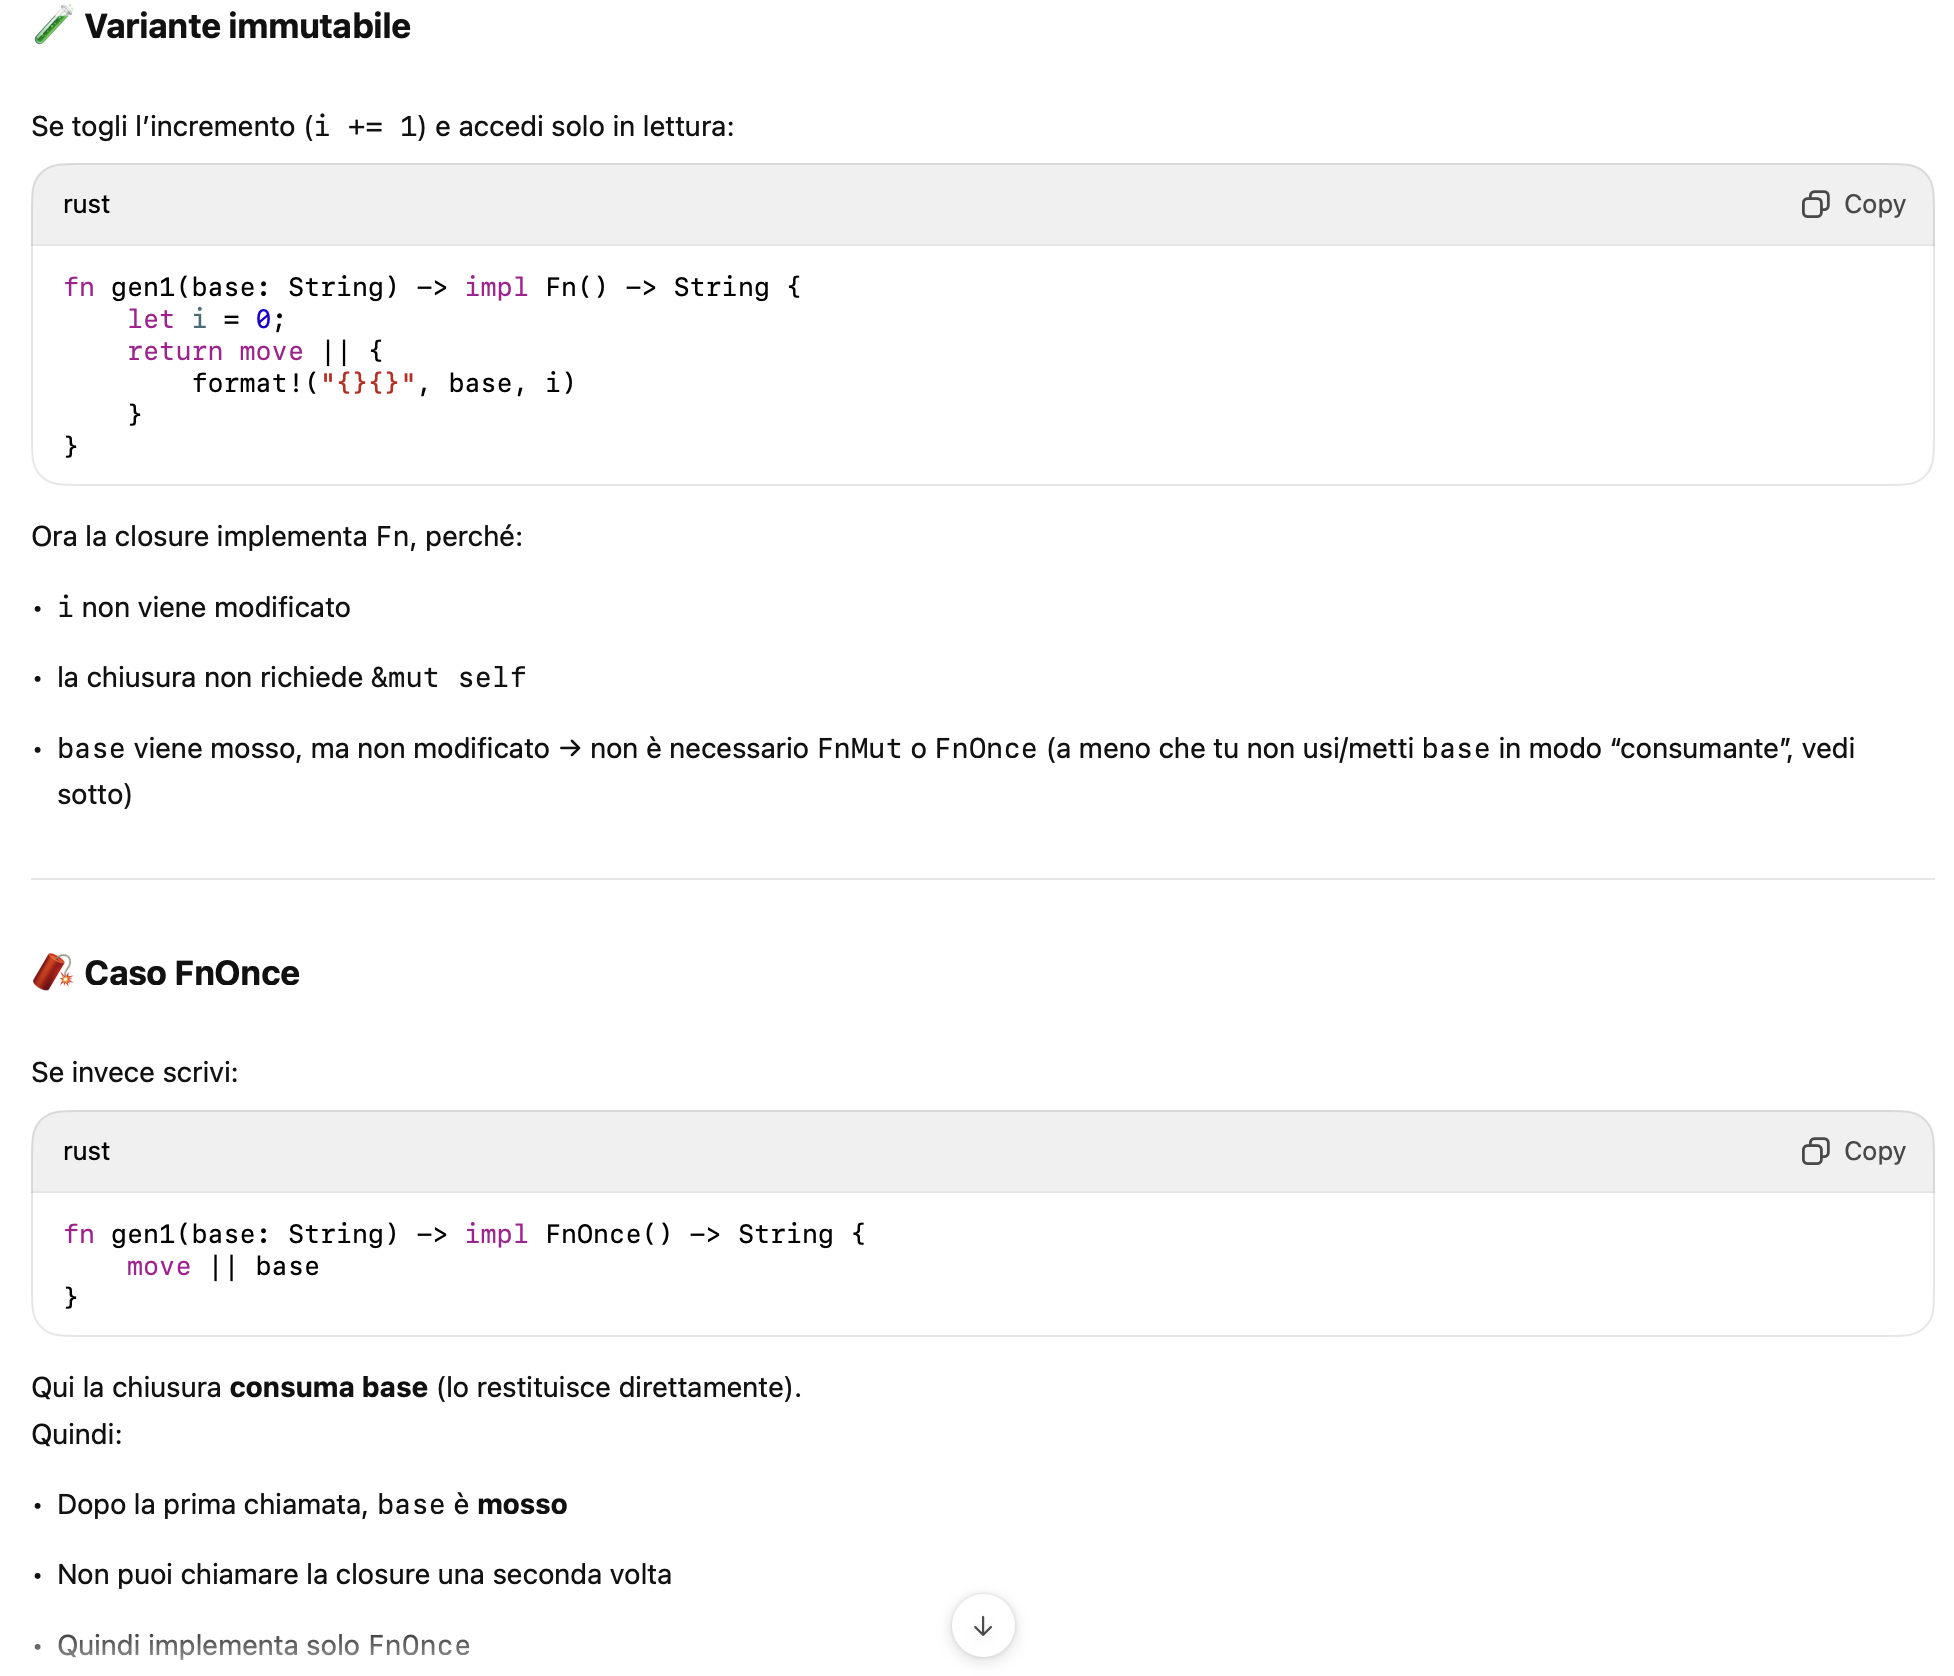 Variante immutabile
Se togli l’incremento (i += 1) e accedi solo in lettura:
rust
Copy
fn gen1(base: String) -> impl Fn() -> String {
    let i = 0;
    return move || {
        format!("{}{}", base, i)
    }
}
Ora la closure implementa Fn, perché:
• i non viene modificato
• la chiusura non richiede &mut self
• base viene mosso, ma non modificato → non è necessario FnMut o FnOnce (a meno che tu non usi/metti base in modo “consumante”, vedi
sotto)
Caso FnOnce
Se invece scrivi:
rust
Copy
fn gen1(base: String) -> impl FnOnce() -> String {
    move || base
}
Qui la chiusura consuma base (lo restituisce direttamente).
Quindi:
• Dopo la prima chiamata, base è mosso
• Non puoi chiamare la closure una seconda volta
• Quindi implementa solo FnOnce